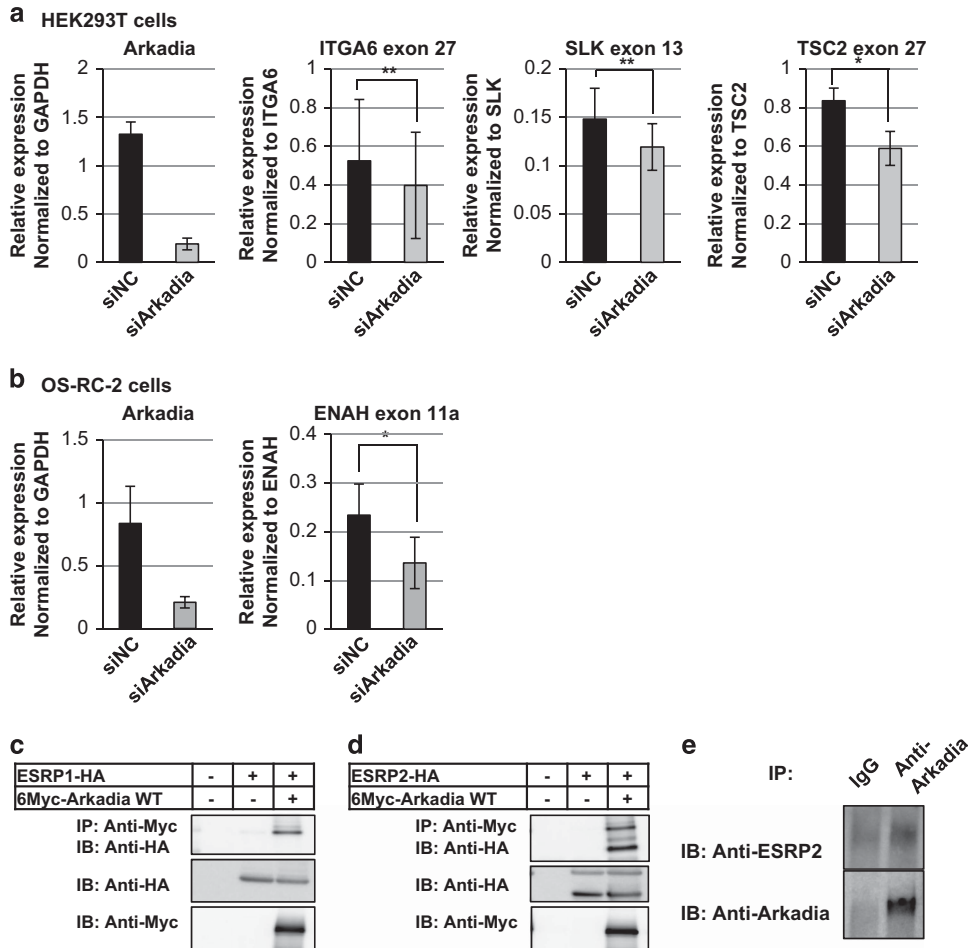 a HEK293T cells
Arkadia
Relative expression
Normalized to GAPDH
2
1.5
1
0.5
0
siNC
siArkadia
ITGA6 exon 27
**
Relative expression
Normalized to ITGA6
1
0.8
0.6
0.4
0.2
0
siNC
siArkadia
SLK exon 13
**
Relative expression
Normalized to SLK
0.2
0.15
0.1
0.05
0
siNC
siArkadia
TSC2 exon 27
*
Relative expression
Normalized to TSC2
1
0.8
0.6
0.4
0.2
0
siNC
siArkadia
b OS-RC-2 cells
Arkadia
Relative expression
Normalized to GAPDH
1.5
1
0.5
0
siNC
siArkadia
ENAH exon 11a
*
Relative expression
Normalized to ENAH
0.4
0.3
0.2
0.1
0
siNC
siArkadia
c
ESRP1-HA - + +
6Myc-Arkadia WT - - +
IP: Anti-Myc
IB: Anti-HA
IB: Anti-HA
IB: Anti-Myc
d
ESRP2-HA - + +
6Myc-Arkadia WT - - +
IP: Anti-Myc
IB: Anti-HA
IB: Anti-HA
IB: Anti-Myc
e
IP: IgG Anti-
Arkadia
IB: Anti-ESRP2
IB: Anti-Arkadia